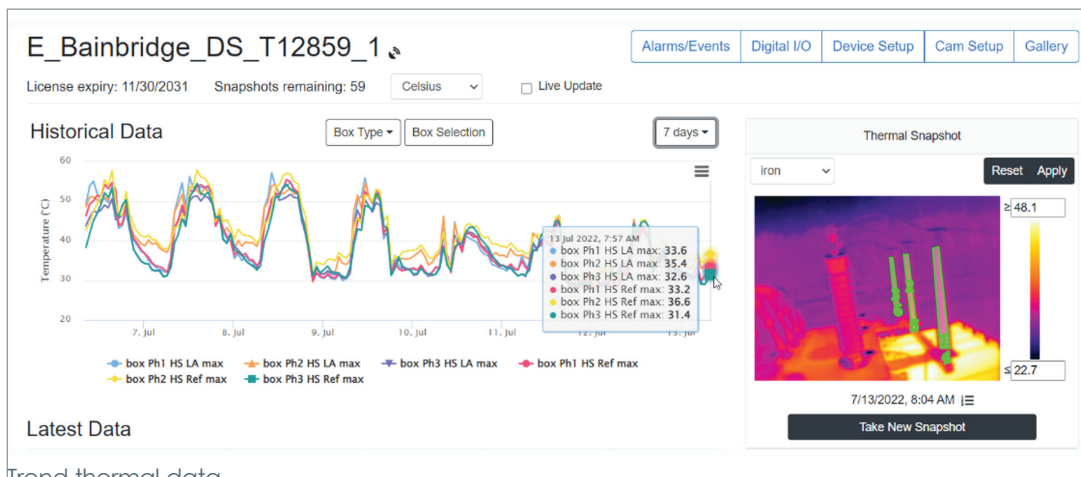 E_Bainbridge_DS_T12859_1
Alarms/Events Digital I/O Device Setup Cam Setup Gallery
License expiry: 11/30/2031 Snapshots remaining: 59 Celsius Live Update
Historical Data Box Type Box Selection 7 days
60
50
40
30
20
Temperature (°C)
7. Jul 8. Jul 9. Jul 10. Jul 11. Jul 12. Jul 13. Jul
13 Jul 2022, 7:57 AM
box Ph1 HS LA max: 33.6
box Ph2 HS LA max: 35.4
box Ph3 HS LA max: 32.6
box Ph1 HS Ref max: 33.2
box Ph2 HS Ref max: 36.6
box Ph3 HS Ref max: 31.4
box Ph1 HS LA max box Ph2 HS LA max box Ph3 HS LA max box Ph1 HS Ref max
box Ph2 HS Ref max box Ph3 HS Ref max
Thermal Snapshot
iron Reset Apply
≥ 48.1
≤ 22.7
7/13/2022, 8:04 AM
Take New Snapshot
Latest Data
Trend thermal data